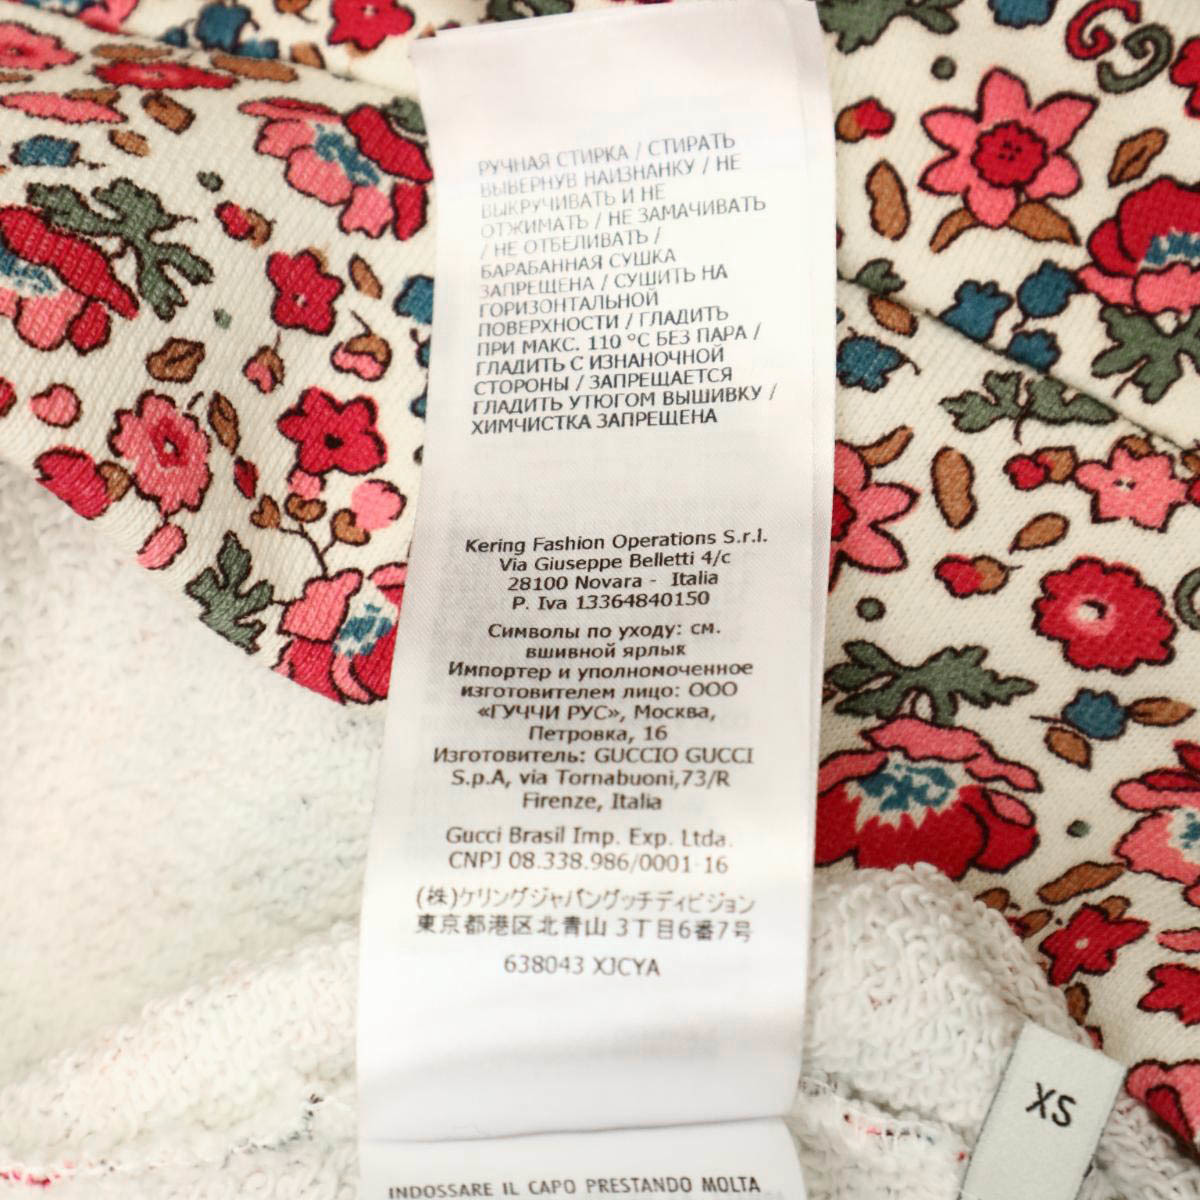 РУЧНАЯ СТИРКА / СТИРАТЬ
ВЫВЕРНУВ НАИЗНАНКУ / НЕ
ВЫКРУЧИВАТЬ И НЕ
ОТЖИМАТЬ / НЕ ЗАМАЧИВАТЬ
/ НЕ ОТБЕЛИВАТЬ /
БАРАБАННАЯ СУШКА
ЗАПРЕЩЕНА / СУШИТЬ НА
ГОРИЗОНТАЛЬНОЙ
ПОВЕРХНОСТИ / ГЛАДИТЬ
ПРИ МАКС. 110 °C БЕЗ ПАРА /
ГЛАДИТЬ С ИЗНАНОЧНОЙ
СТОРОНЫ / ЗАПРЕЩАЕТСЯ
ГЛАДИТЬ УТЮГОМ ВЫШИВКУ /
ХИМЧИСТКА ЗАПРЕЩЕНА
Kering Fashion Operations S.r.l.
Via Giuseppe Belletti 4/c
28100 Novara - Italia
P. Iva 13364840150
Символы по уходу: см.
вшивной ярлык
Импортер и уполномоченное
изготовителем лицо: ООО
«ГУЧЧИ РУС», Москва,
Петровка, 16
Изготовитель: GUCCIO GUCCI
S.p.A, via Tornabuoni,73/R
Firenze, Italia
Gucci Brasil Imp. Exp. Ltda.
CNPJ 08.338.986/0001-16
(株)ケリングジャパングッチディビジョン
東京都港区北青山 3丁目6番7号
638043 XJCYA
XS
INDOSSARE IL CAPO PRESTANDO MOLTA